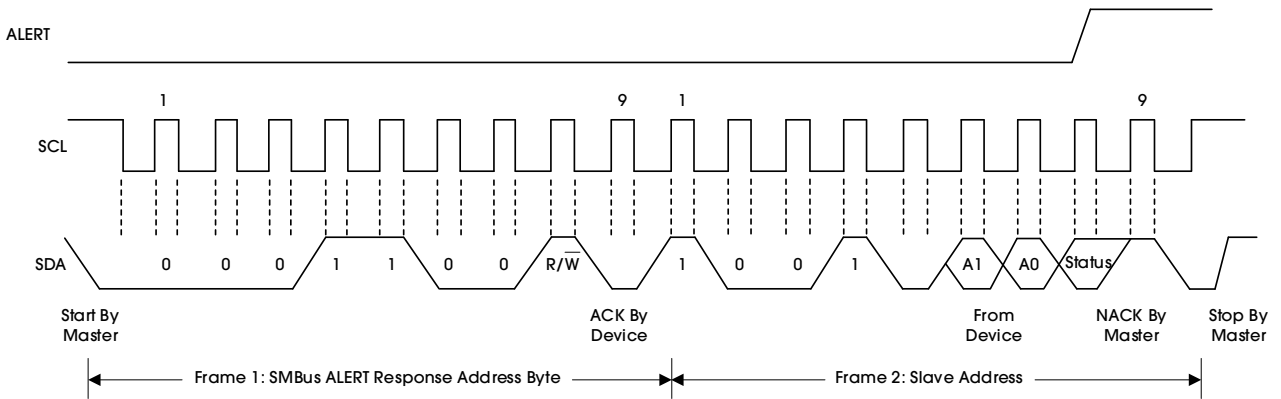 ALERT
1 9 1 9
SCL
SDA 0 0 0 1 1 0 0 R/W̅ 1 0 0 1 A1 A0 Status
Start By
Master
ACK By
Device
From
Device
NACK By
Master
Stop By
Master
Frame 1: SMBus ALERT Response Address Byte
Frame 2: Slave Address